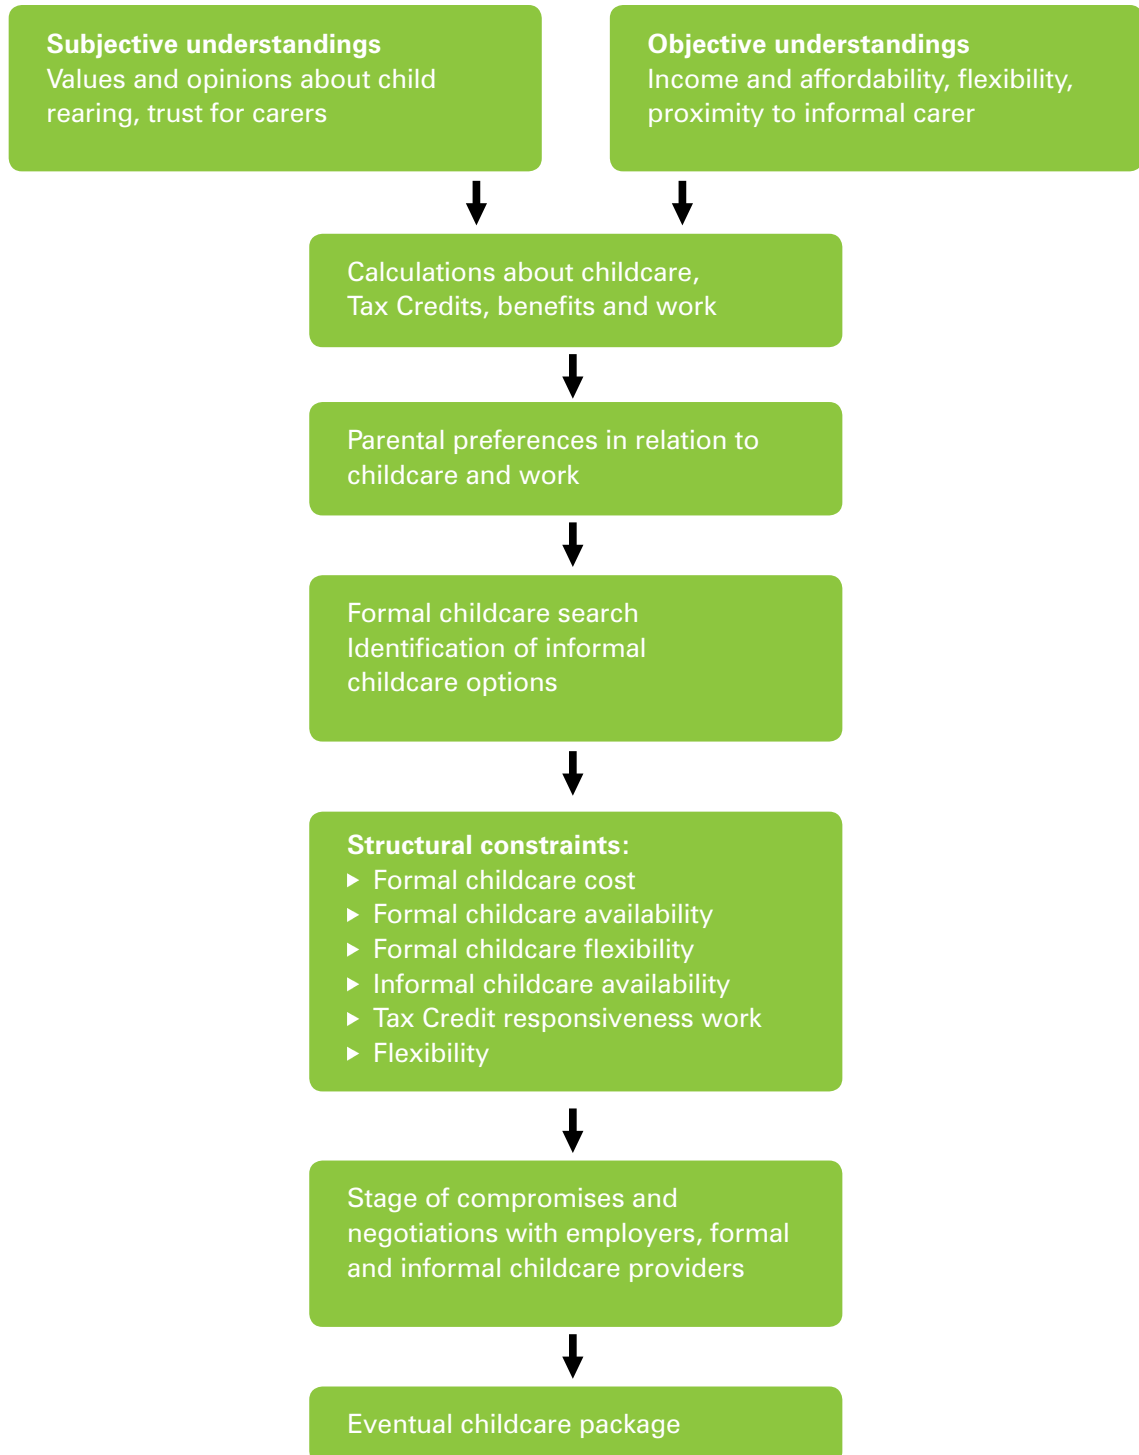 Subjective understandings
Values and opinions about child
rearing, trust for carers
Objective understandings
Income and affordability, flexibility,
proximity to informal carer
Calculations about childcare,
Tax Credits, benefits and work
Parental preferences in relation to
childcare and work
Formal childcare search
Identification of informal
childcare options
Structural constraints:
▶ Formal childcare cost
▶ Formal childcare availability
▶ Formal childcare flexibility
▶ Informal childcare availability
▶ Tax Credit responsiveness work
▶ Flexibility
Stage of compromises and
negotiations with employers, formal
and informal childcare providers
Eventual childcare package